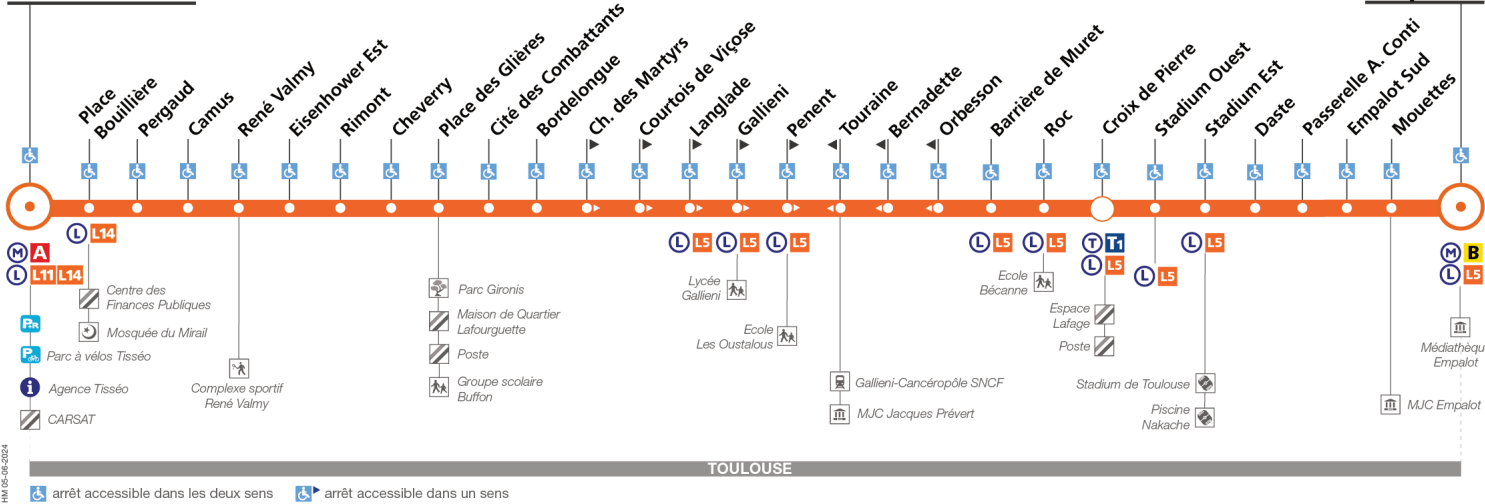 Place
Bouillière
Pergaud
Camus
René Valmy
Eisenhower Est
Rimont
Cheverry
Place des Glières
Cité des Combattants
Bordelongue
Ch. des Martyrs
Courtois de Viçose
Langlade
Gallieni
Penent
Touraine
Bernadette
Orbesson
Barrière de Muret
Roc
Croix de Pierre
Stadium Ouest
Stadium Est
Daste
Passerelle A. Conti
Empalot Sud
Mouettes
M A
L L11 L14
L L14
L L5
L L5
L L5
L L5
L L5
T T1
L L5
L L5
L L5
M B
L L5
P+R
P
Parc à vélos Tisséo
i Agence Tisséo
CARSAT
Centre des
Finances Publiques
Mosquée du Mirail
Complexe sportif
René Valmy
Parc Gironis
Maison de Quartier
Lafourguette
Poste
Groupe scolaire
Buffon
Lycée
Gallieni
Ecole
Les Oustalous
Gallieni-Cancéropôle SNCF
MJC Jacques Prévert
Ecole
Bécanne
Espace
Lafage
Poste
Stadium de Toulouse
Piscine
Nakache
MJC Empalot
Médiathèqu
Empalot
TOULOUSE
HM 05-06-2024
arrêt accessible dans les deux sens
arrêt accessible dans un sens